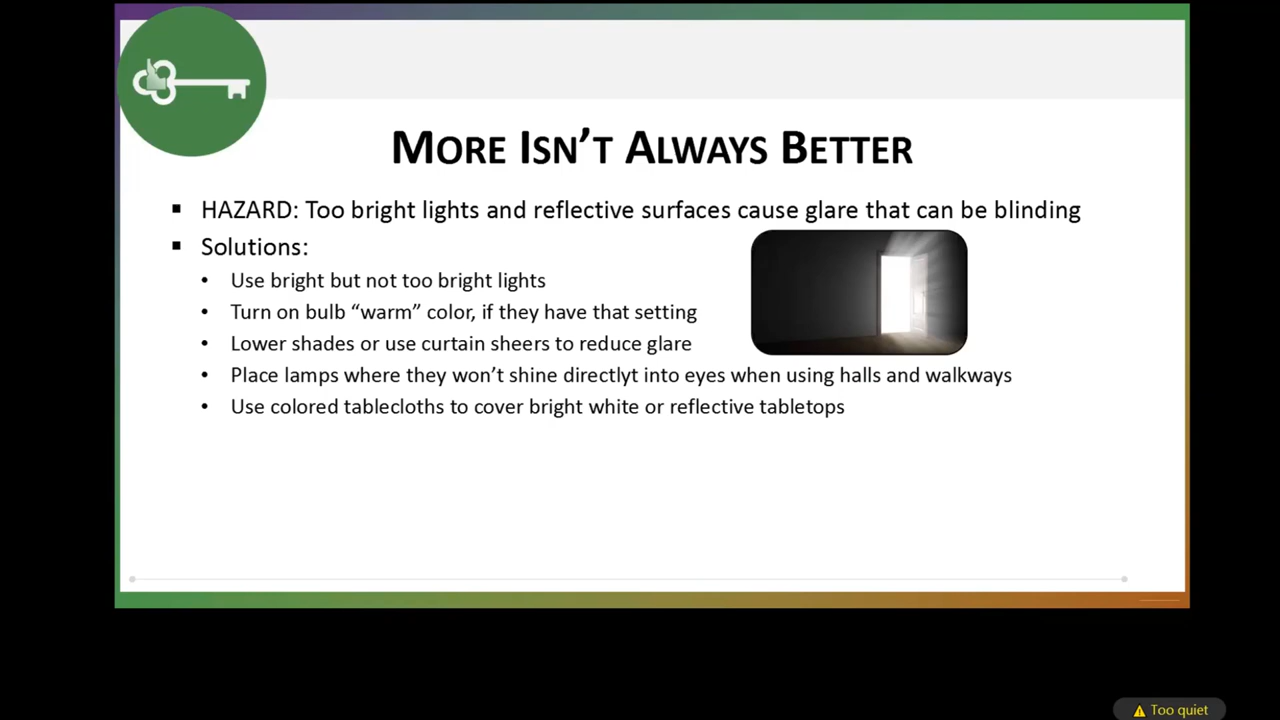 More Isn't Always Better
▪ HAZARD: Too bright lights and reflective surfaces cause glare that can be blinding
▪ Solutions:
• Use bright but not too bright lights
• Turn on bulb “warm” color, if they have that setting
• Lower shades or use curtain sheers to reduce glare
• Place lamps where they won’t shine directlyt into eyes when using halls and walkways
• Use colored tablecloths to cover bright white or reflective tabletops
Too quiet